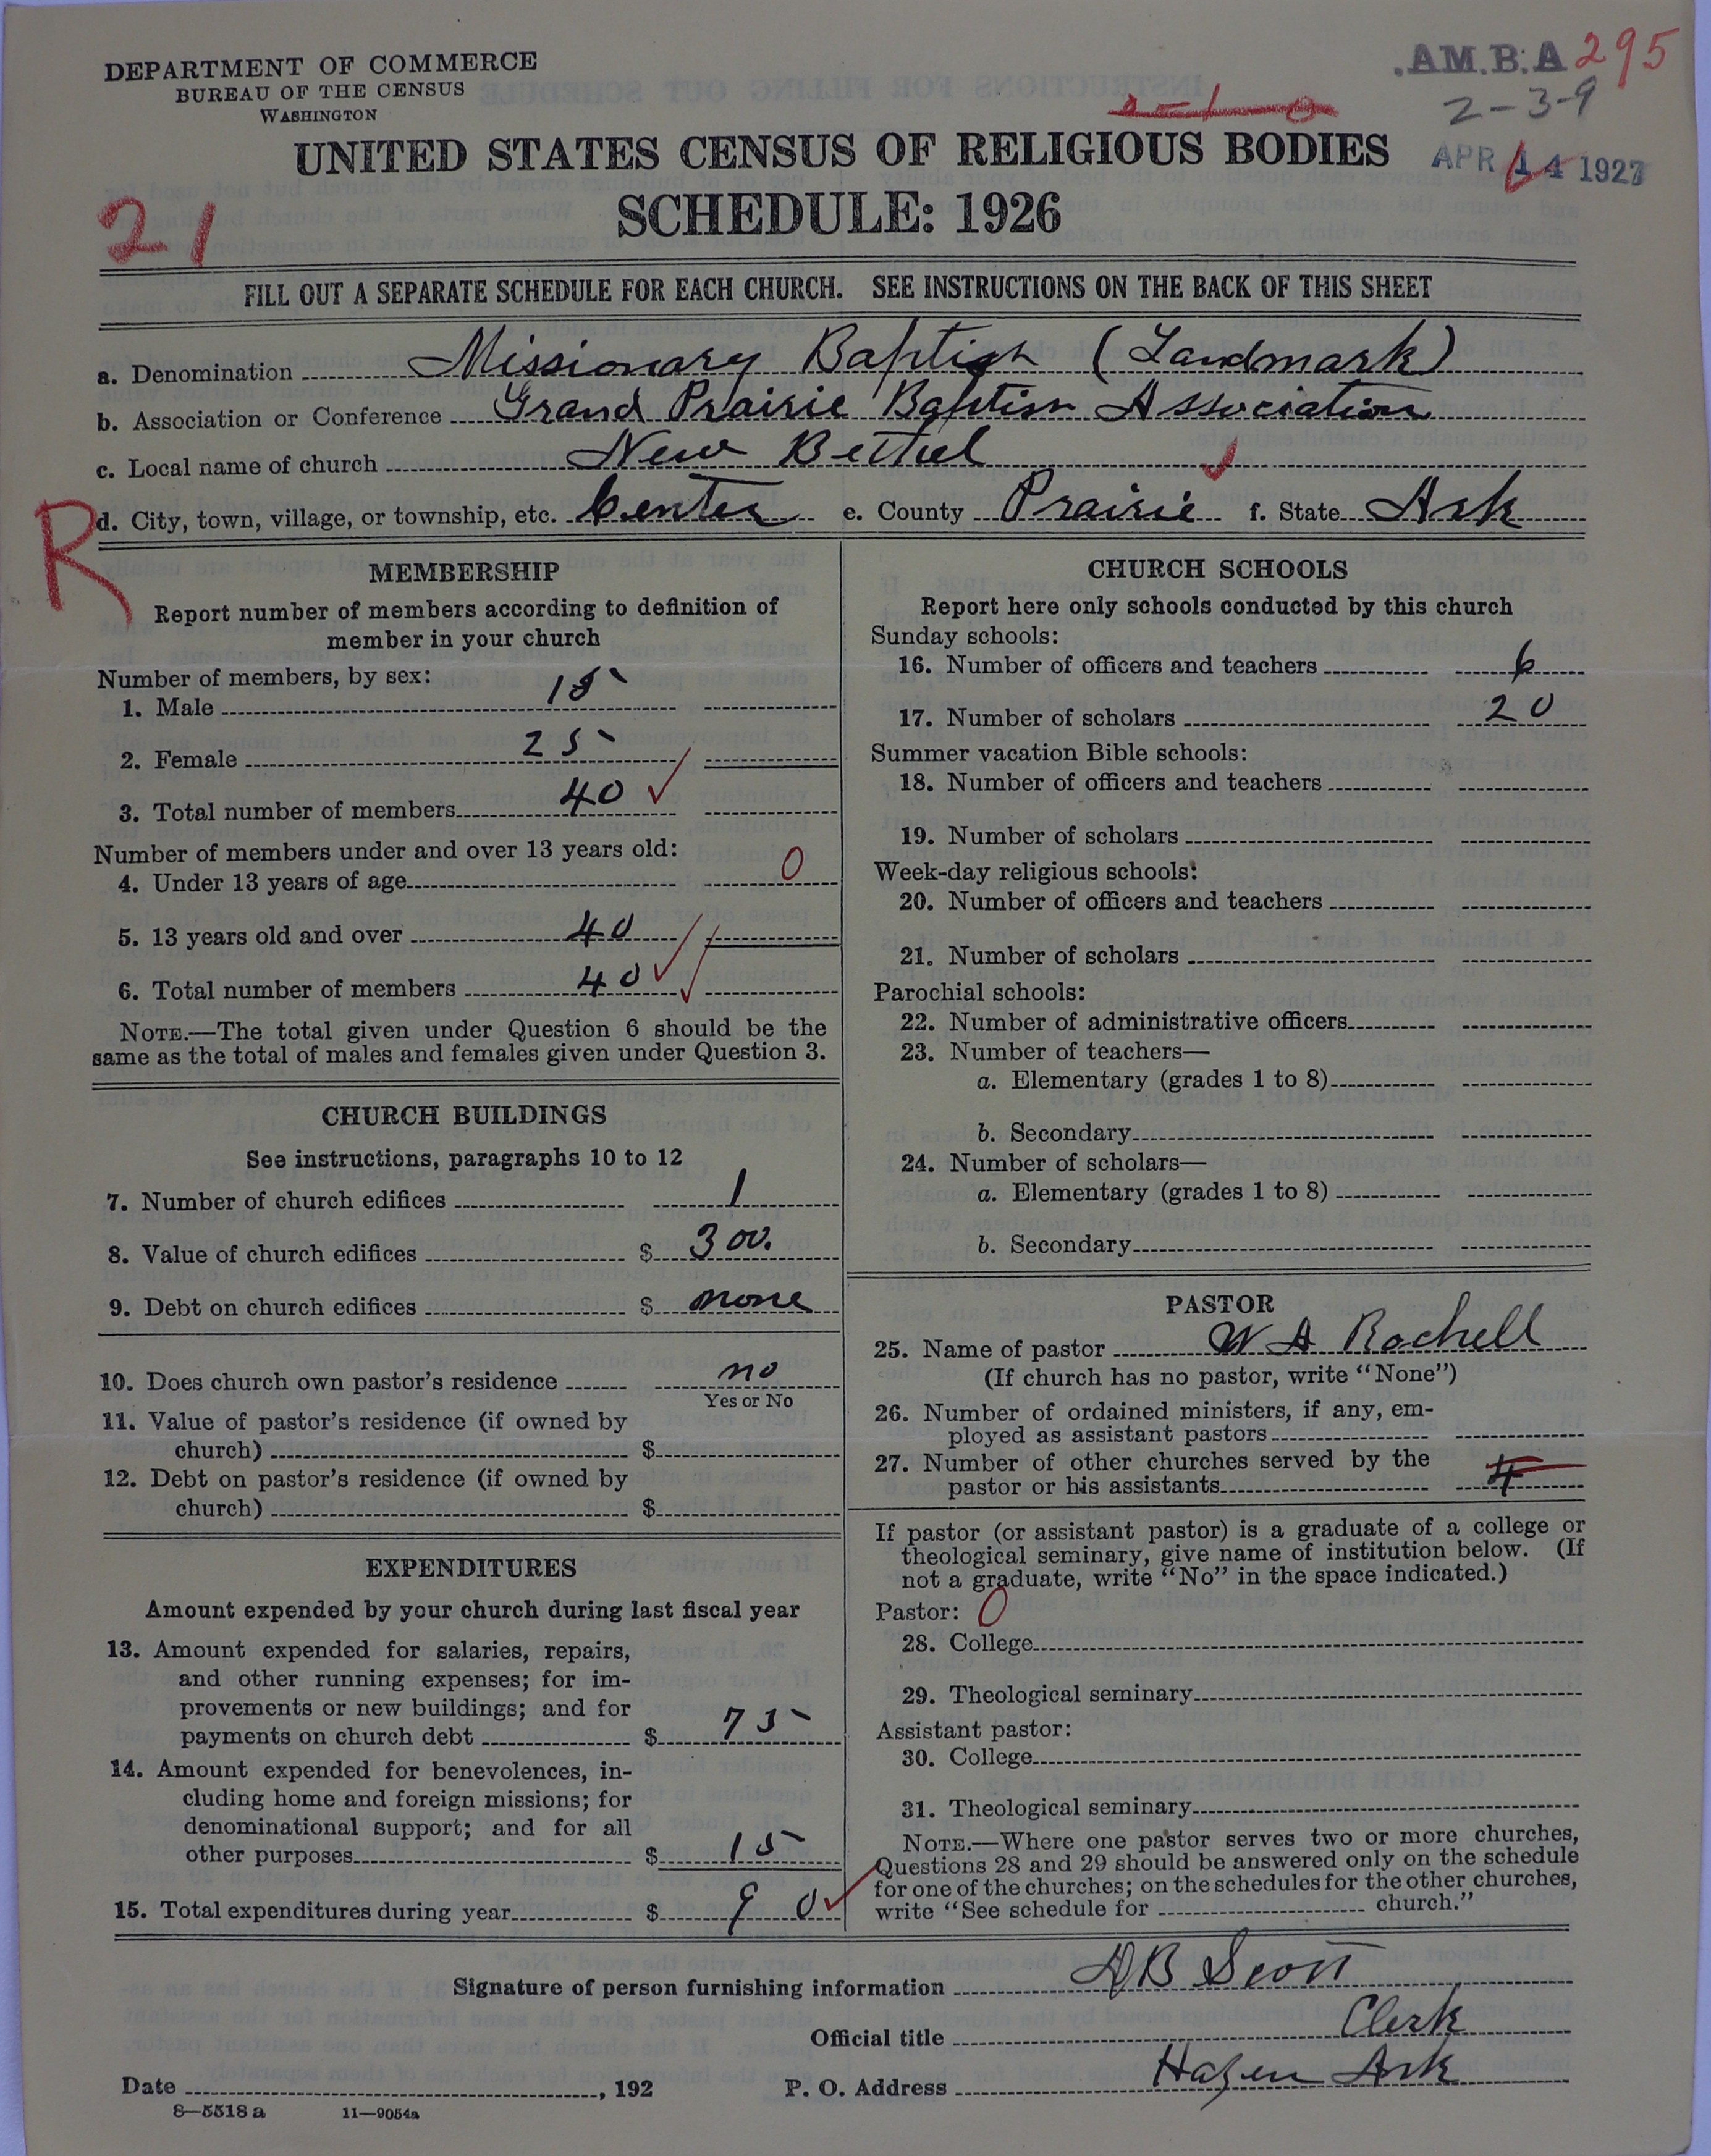 DEPARTMENT OF COMMERCE
BUREAU OF THE CENSUS
WASHINGTON
.AM.B.A 295
2-3-9
UNITED STATES CENSUS OF RELIGIOUS BODIES
APR 14 1927
SCHEDULE: 1926
21
FILL OUT A SEPARATE SCHEDULE FOR EACH CHURCH. SEE INSTRUCTIONS ON THE BACK OF THIS SHEET
a. Denomination Missionary Baptist (Landmark)
b. Association or Conference Grand Prairie Baptist Association
c. Local name of church New Bethel
R
d. City, town, village, or township, etc. Center e. County Prairie f. State Ark
MEMBERSHIP
Report number of members according to definition of
member in your church
Number of members, by sex:
1. Male 15
2. Female 25
3. Total number of members 40
Number of members under and over 13 years old:
4. Under 13 years of age 0
5. 13 years old and over 40
6. Total number of members 40
NOTE.—The total given under Question 6 should be the
same as the total of males and females given under Question 3.
CHURCH BUILDINGS
See instructions, paragraphs 10 to 12
7. Number of church edifices 1
8. Value of church edifices $ 300.
9. Debt on church edifices $ none
10. Does church own pastor's residence no
Yes or No
11. Value of pastor's residence (if owned by
church) $
12. Debt on pastor's residence (if owned by
church) $
EXPENDITURES
Amount expended by your church during last fiscal year
13. Amount expended for salaries, repairs,
and other running expenses; for im-
provements or new buildings; and for
payments on church debt $ 75
14. Amount expended for benevolences, in-
cluding home and foreign missions; for
denominational support; and for all
other purposes $ 15
15. Total expenditures during year $ 90
CHURCH SCHOOLS
Report here only schools conducted by this church
Sunday schools:
16. Number of officers and teachers 6
17. Number of scholars 20
Summer vacation Bible schools:
18. Number of officers and teachers
19. Number of scholars
Week-day religious schools:
20. Number of officers and teachers
21. Number of scholars
Parochial schools:
22. Number of administrative officers
23. Number of teachers—
a. Elementary (grades 1 to 8)
b. Secondary
24. Number of scholars—
a. Elementary (grades 1 to 8)
b. Secondary
PASTOR
25. Name of pastor W A Rochell
(If church has no pastor, write "None")
26. Number of ordained ministers, if any, em-
ployed as assistant pastors
27. Number of other churches served by the
pastor or his assistants 4
If pastor (or assistant pastor) is a graduate of a college or
theological seminary, give name of institution below. (If
not a graduate, write "No" in the space indicated.)
Pastor: 0
28. College
29. Theological seminary
Assistant pastor:
30. College
31. Theological seminary
NOTE.—Where one pastor serves two or more churches,
Questions 28 and 29 should be answered only on the schedule
for one of the churches; on the schedules for the other churches,
write "See schedule for church."
Signature of person furnishing information DB Scott
Official title Clerk
Date , 192 P. O. Address Hazen Ark
8—5518 a 11—9054a